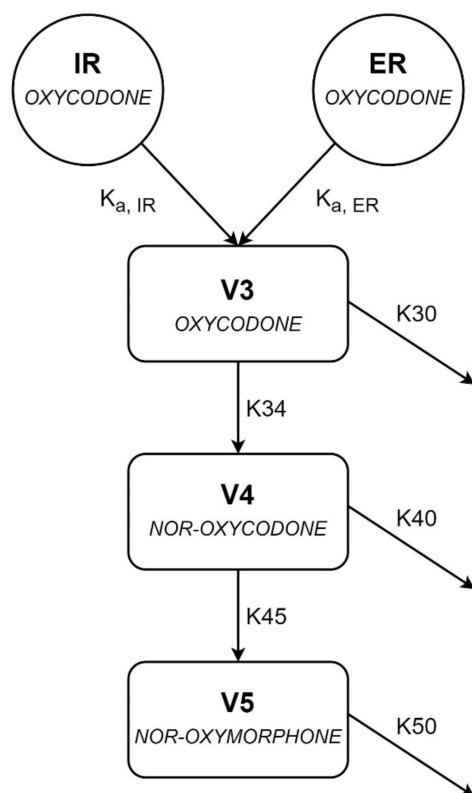 IR
OXYCODONE
ER
OXYCODONE
Ka, IR
Ka, ER
V3
OXYCODONE
K30
K34
V4
NOR-OXYCODONE
K40
K45
V5
NOR-OXYMORPHONE
K50